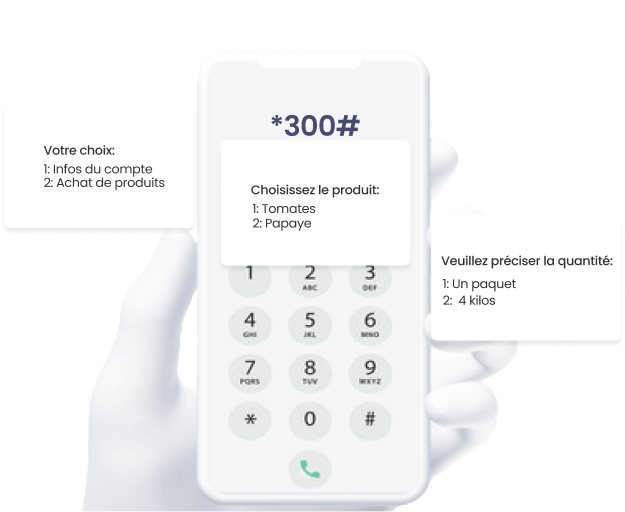 *300#
Votre choix:
1: Infos du compte
2: Achat de produits
Choisissez le produit:
1: Tomates
2: Papaye
Veuillez préciser la quantité:
1: Un paquet
2: 4 kilos
1 2 3
ABC DEF
4 5 6
GHI JKL MNO
7 8 9
PQRS TUV WXYZ
* 0 #